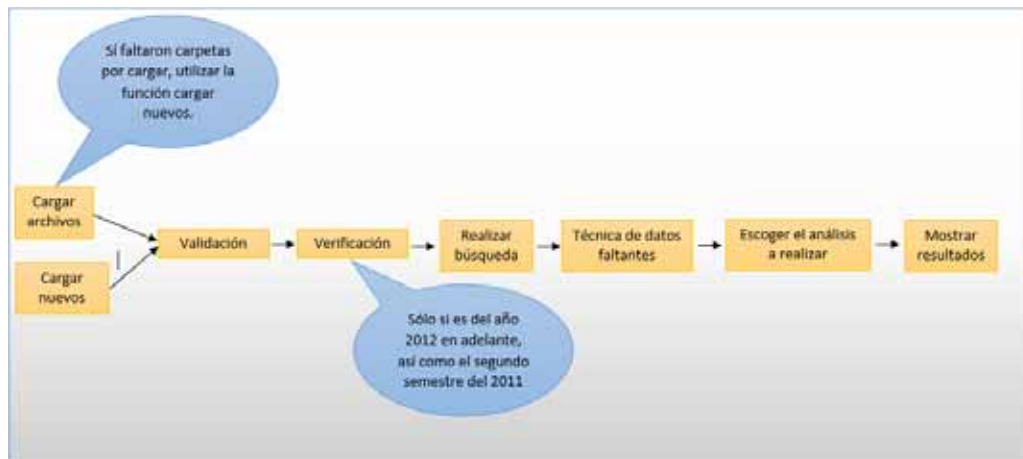 Sí faltaron carpetas
por cargar, utilizar la
función cargar
nuevos.
Cargar
archivos
Cargar
nuevos
Validación
Verificación
Realizar
búsqueda
Técnica de datos
faltantes
Escoger el análisis
a realizar
Mostrar
resultados
Sólo si es del año
2012 en adelante,
así como el segundo
semestre del 2011